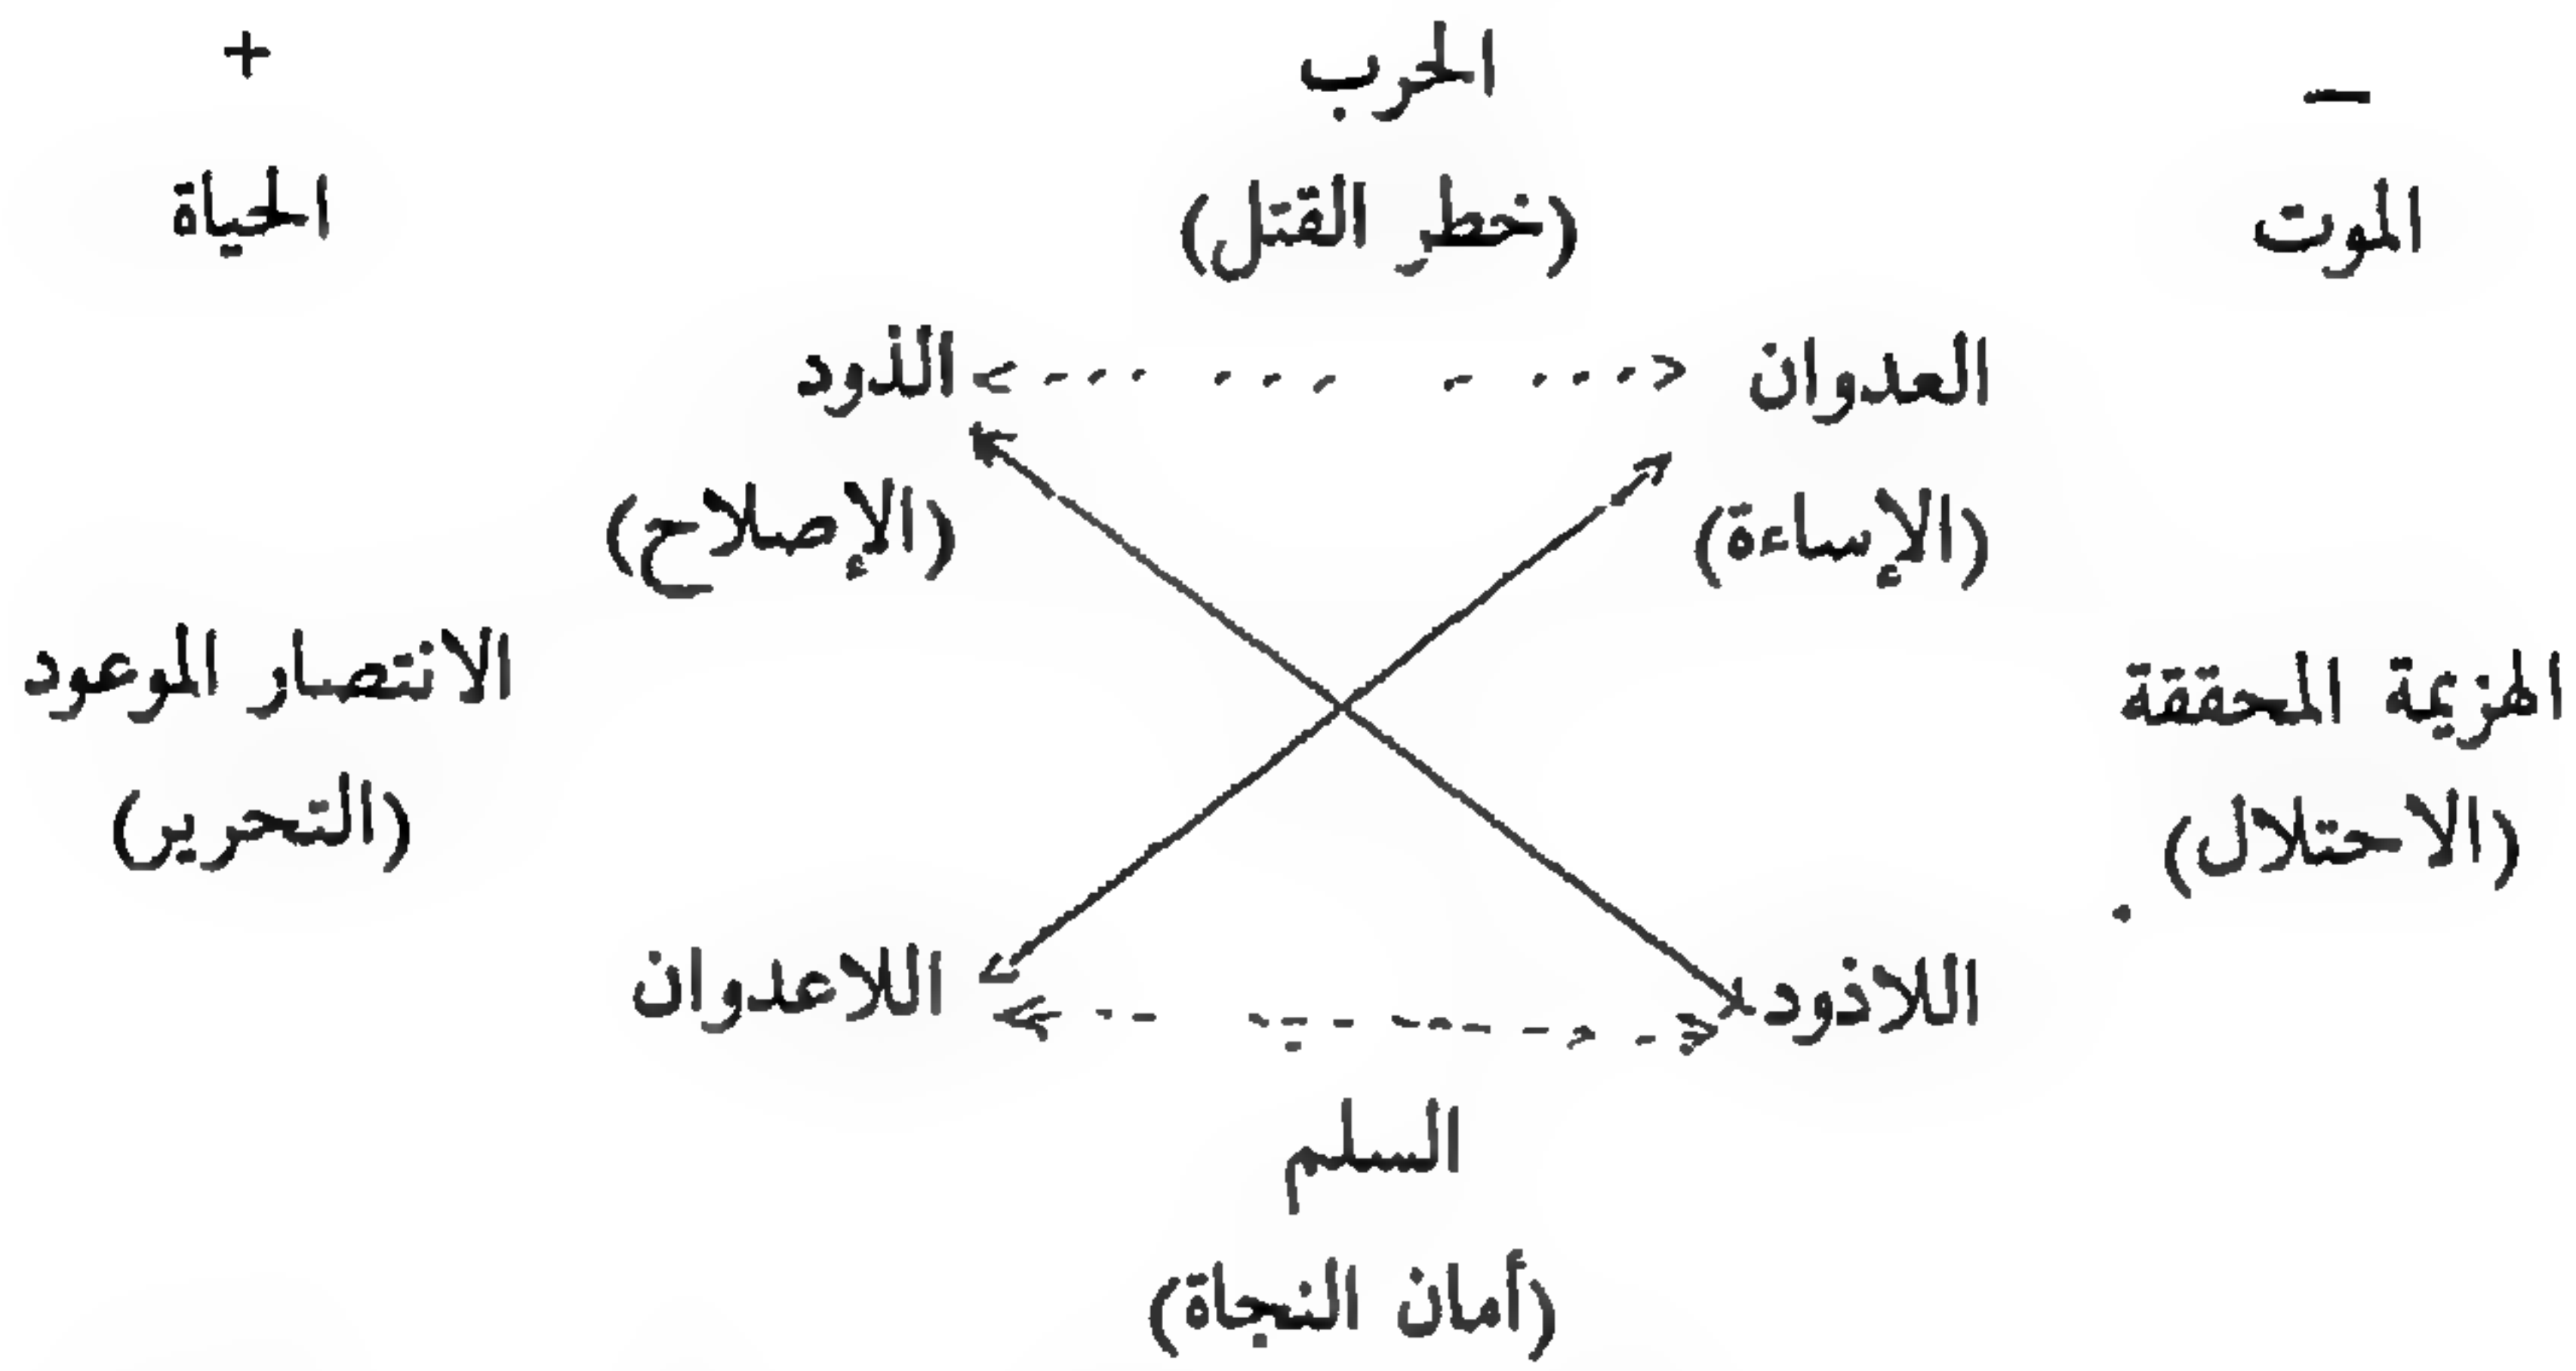 +
الحرب
−
الموت
(خطر القتل)
الحياة
العدوان
الذود
(الإساءة)
(الإصلاح)
الهزيمة المحققة
الانتصار الموعود
(الاحتلال)
(التحرير)
اللاذود
اللاعدوان
السلم
(أمان النجاة)